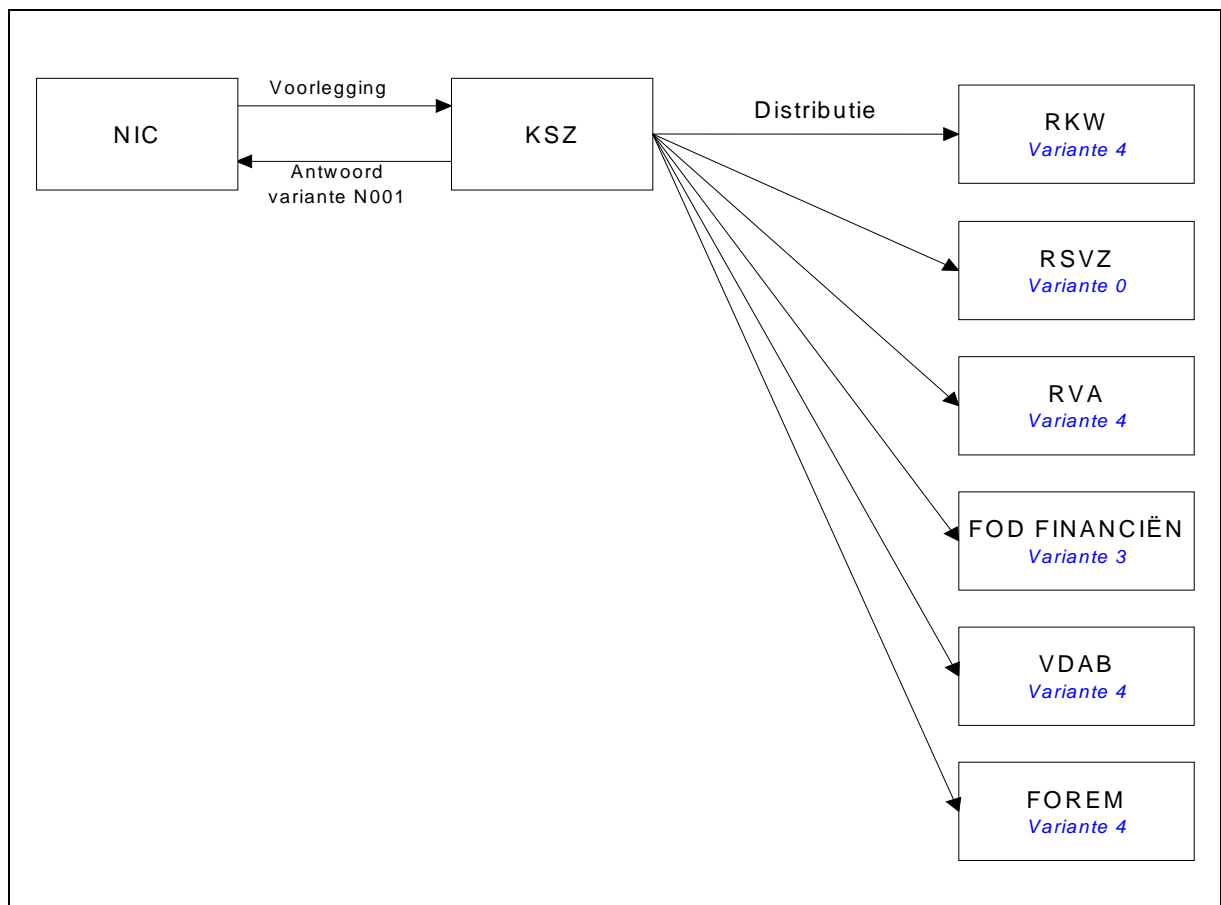 NIC
Voorlegging
Antwoord
variante N001
KSZ
Distributie
RKW
Variante 4
RSVZ
Variante 0
RVA
Variante 4
FOD FINANCIËN
Variante 3
VDAB
Variante 4
FOREM
Variante 4